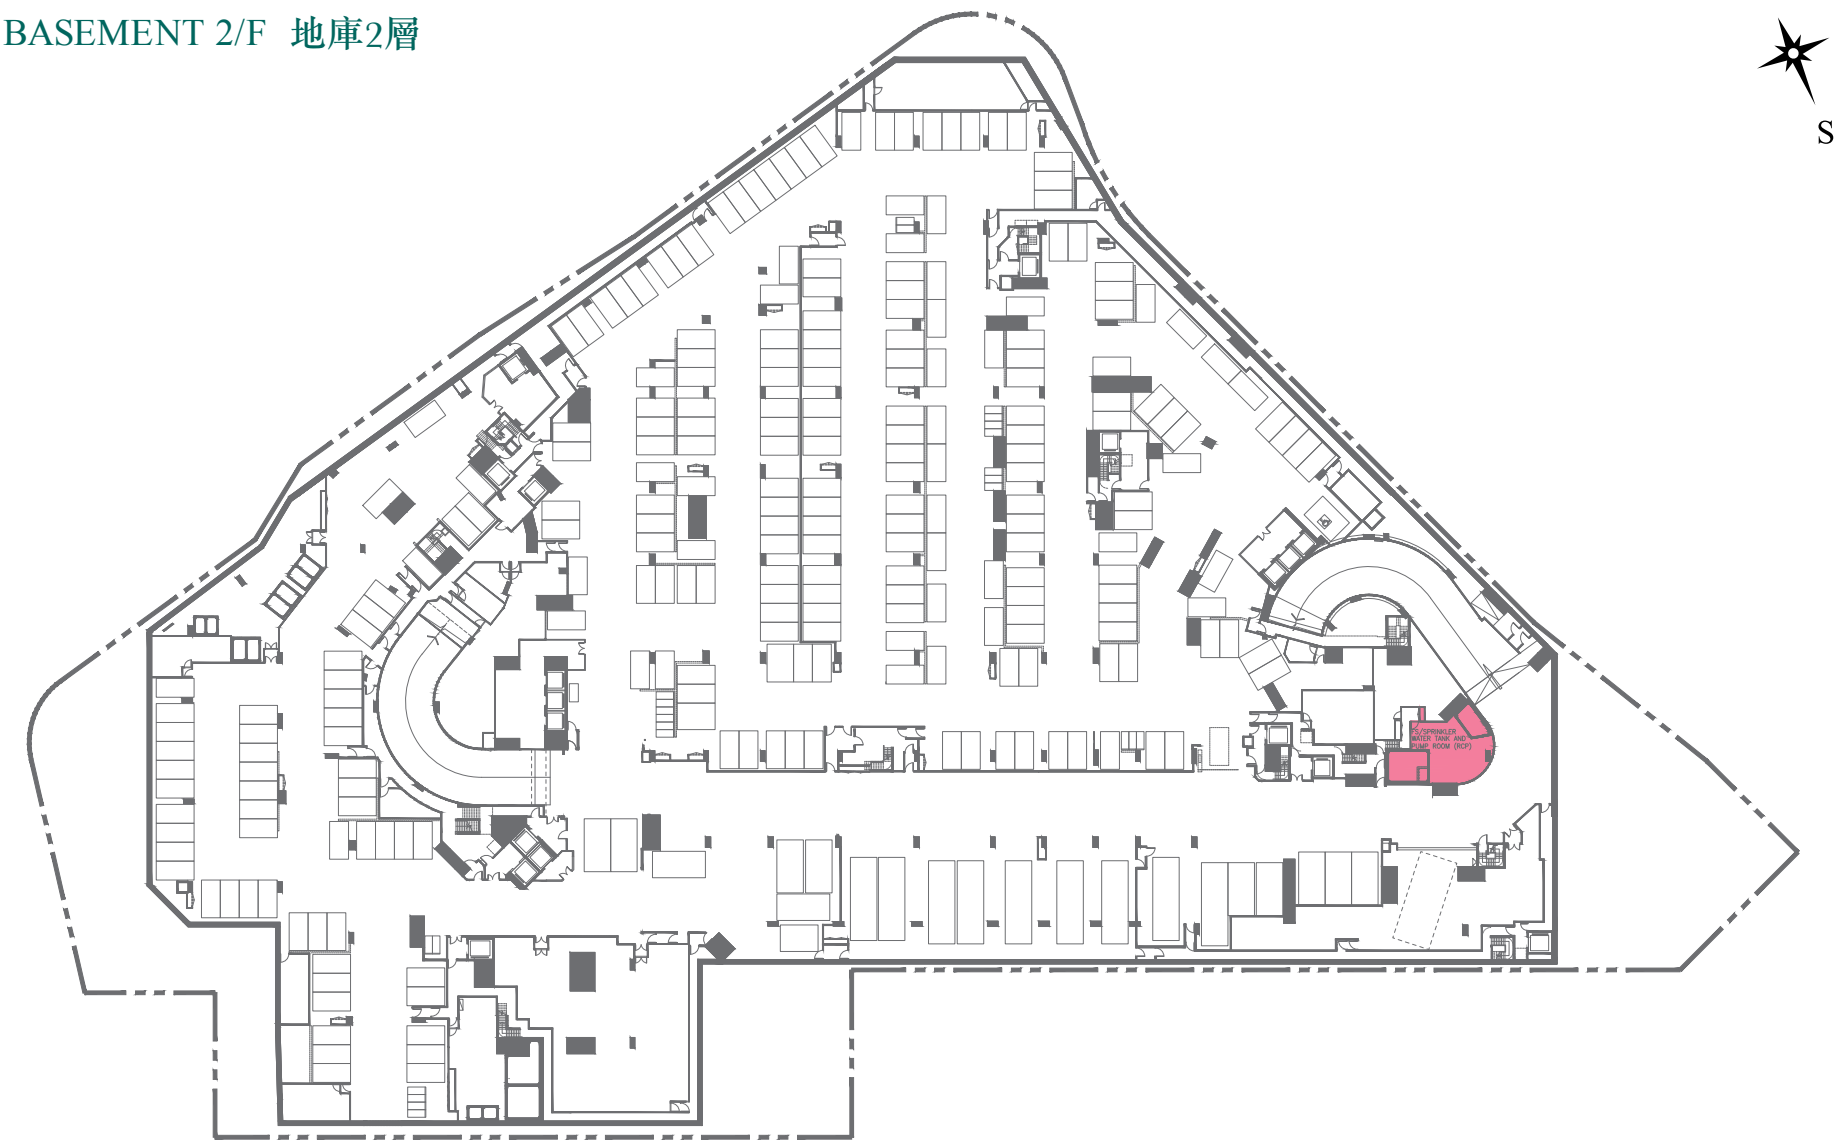 BASEMENT 2/F 地庫2層
S
FS/SPRINKLER
WATER TANK AND
PUMP ROOM (RCP)